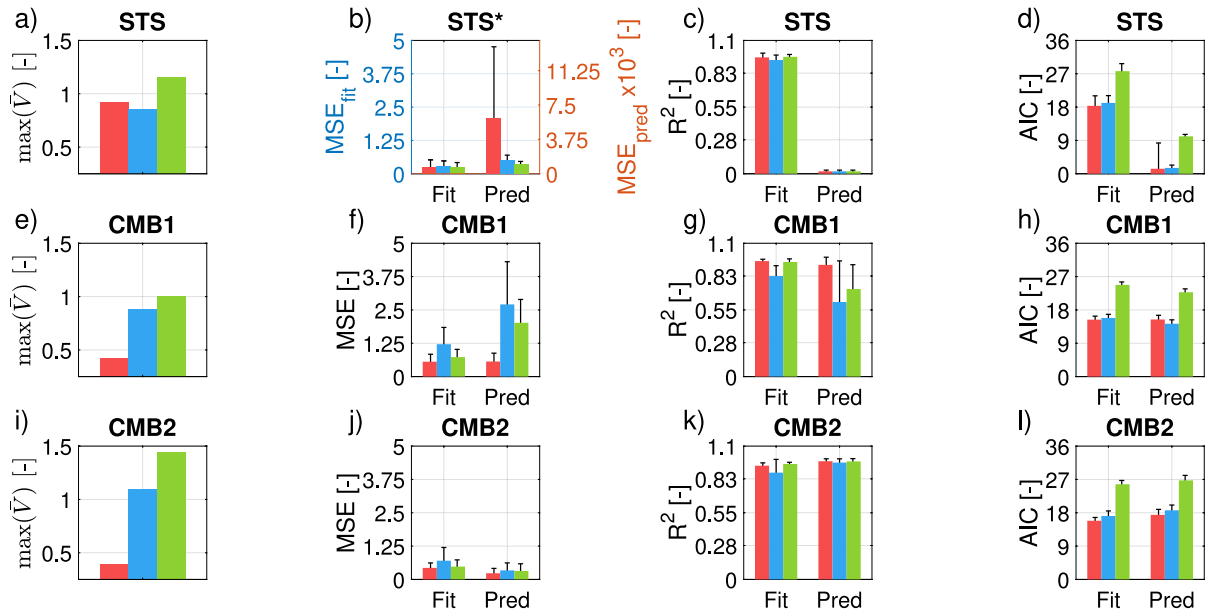 a) STS
1.5
1
0.5
max(V̄) [-]
b) STS*
5
3.75
2.5
1.25
0
MSE_fit [-]
11.25
7.5
3.75
0
MSE_pred x10^3 [-]
Fit Pred
c) STS
1.1
0.83
0.55
0.28
0
R^2 [-]
Fit Pred
d) STS
36
27
18
9
0
AIC [-]
Fit Pred
e) CMB1
1.5
1
0.5
max(V̄) [-]
f) CMB1
5
3.75
2.5
1.25
0
MSE [-]
Fit Pred
g) CMB1
1.1
0.83
0.55
0.28
0
R^2 [-]
Fit Pred
h) CMB1
36
27
18
9
0
AIC [-]
Fit Pred
i) CMB2
1.5
1
0.5
max(V̄) [-]
j) CMB2
5
3.75
2.5
1.25
0
MSE [-]
Fit Pred
k) CMB2
1.1
0.83
0.55
0.28
0
R^2 [-]
Fit Pred
l) CMB2
36
27
18
9
0
AIC [-]
Fit Pred